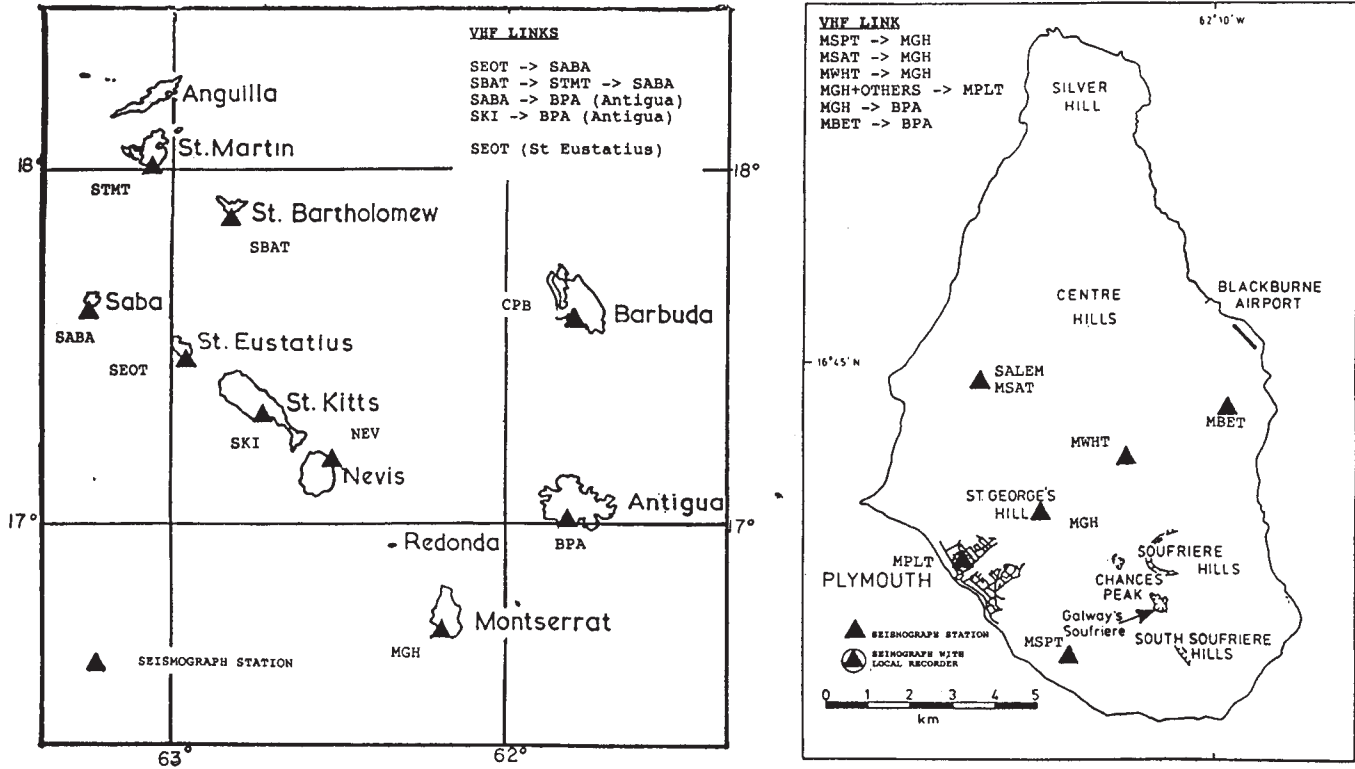 VHF LINKS
SEOT -> SABA
SBAT -> STMT -> SABA
SABA -> BPA (Antigua)
SKI -> BPA (Antigua)
SEOT (St Eustatius)
Anguilla
St.Martin
18°
18°
STMT
St. Bartholomew
SBAT
Saba
CPB
Barbuda
SABA
St. Eustatius
SEOT
St. Kitts
SKI
NEV
Nevis
Antigua
17°
17°
BPA
Redonda
Montserrat
MGH
SEISMOGRAPH STATION
63°
62°
VHF LINK
MSPT -> MGH
MSAT -> MGH
MWHT -> MGH
MGH+OTHERS -> MPLT
MGH -> BPA
MBET -> BPA
62°10'W
SILVER
HILL
CENTRE
HILLS
BLACKBURNE
AIRPORT
16°45'N
SALEM
MSAT
MBET
MWHT
ST. GEORGE'S
HILL
MGH
MPLT
PLYMOUTH
SOUFRIERE
HILLS
CHANCES
PEAK
Galway's
Soufriere
MSPT
SOUTH SOUFRIERE
HILLS
SEISMOGRAPH STATION
SEIMOGRAPH WITH
LOCAL RECORDER
0 1 2 3 4 5
km